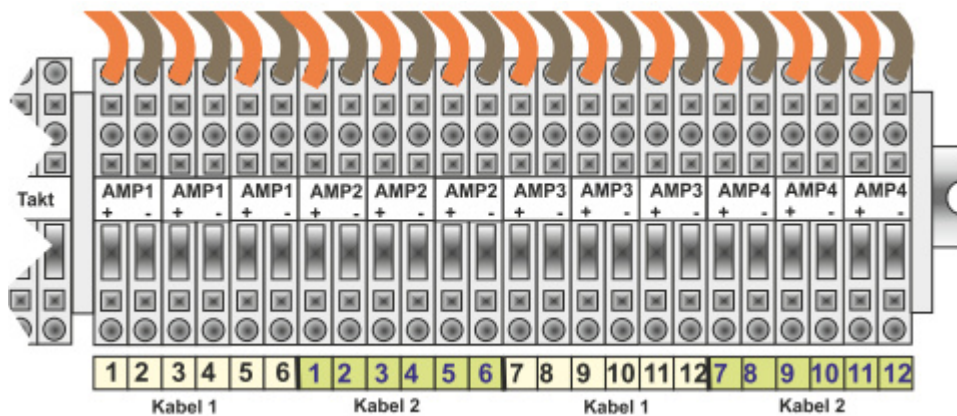 Takt AMP1 AMP1 AMP1 AMP2 AMP2 AMP2 AMP3 AMP3 AMP3 AMP4 AMP4 AMP4
+ - + - + - + - + - + - + - + - + - + - + - + -
1 2 3 4 5 6 1 2 3 4 5 6 7 8 9 10 11 12 7 8 9 10 11 12
Kabel 1 Kabel 2 Kabel 1 Kabel 2